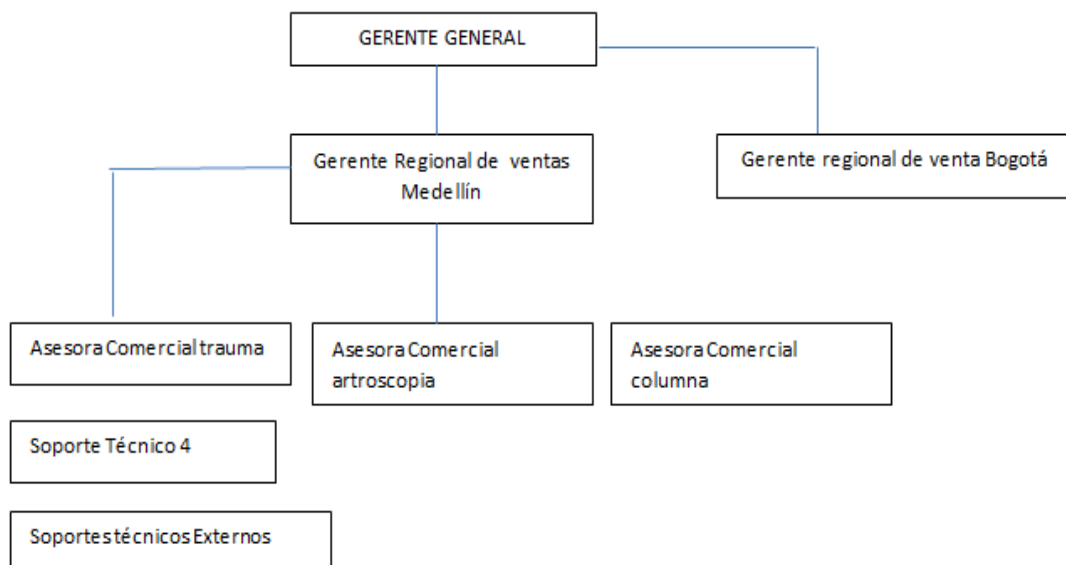 GERENTE GENERAL
Gerente Regional de ventas
Medellín
Gerente regional de venta Bogotá
Asesora Comercial trauma
Asesora Comercial
artroscopia
Asesora Comercial
columna
Soporte Técnico 4
Soportes técnicos Externos